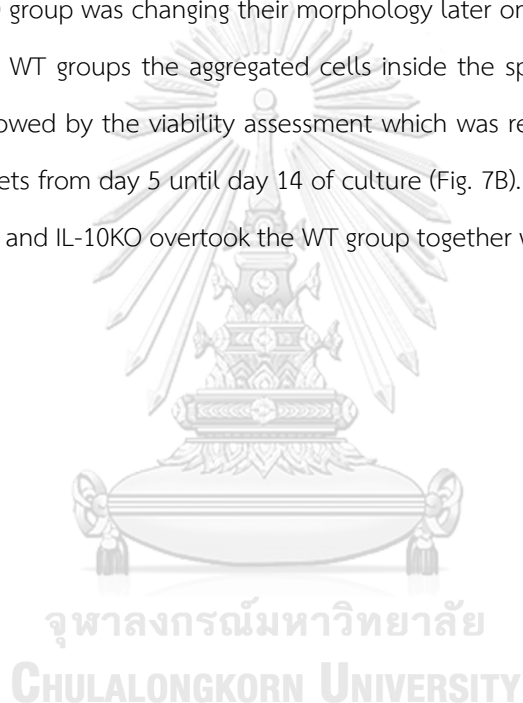 group was changing their morphology later or
WT groups the aggregated cells inside the sp
owed by the viability assessment which was re
ets from day 5 until day 14 of culture (Fig. 7B).
and IL-10KO overtook the WT group together v
จุฬาลงกรณ์มหาวิทยาลัย
CHULALONGKORN UNIVERSITY